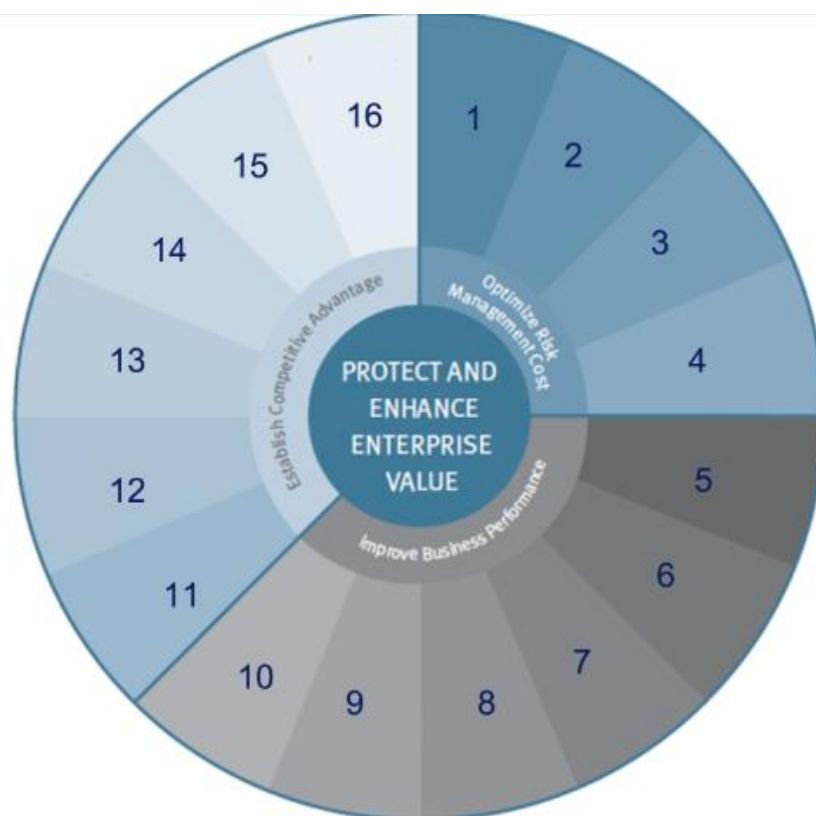 1
2
3
4
5
6
7
8
9
10
11
12
13
14
15
16
Optimize Risk
Management Cost
Improve Business Performance
Establish Competitive Advantage
PROTECT AND
ENHANCE
ENTERPRISE
VALUE